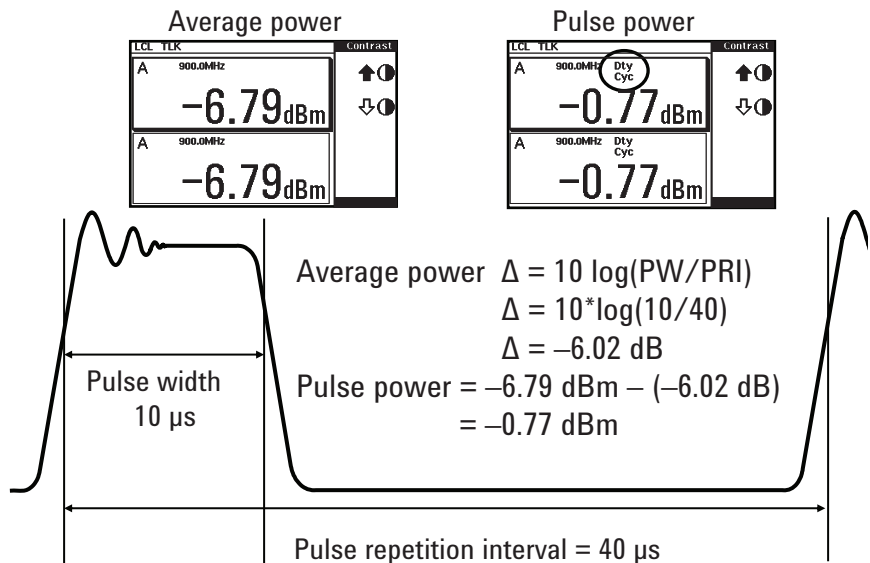 Average power
LCL TLK
Contrast
A 900.0MHz
−6.79dBm
A 900.0MHz
−6.79dBm
Pulse power
LCL TLK
Contrast
A 900.0MHz Dty Cyc
−0.77dBm
A 900.0MHz Dty Cyc
−0.77dBm
Average power Δ = 10 log(PW/PRI)
Δ = 10*log(10/40)
Δ = –6.02 dB
Pulse power = –6.79 dBm – (–6.02 dB)
= –0.77 dBm
Pulse width
10 µs
Pulse repetition interval = 40 µs